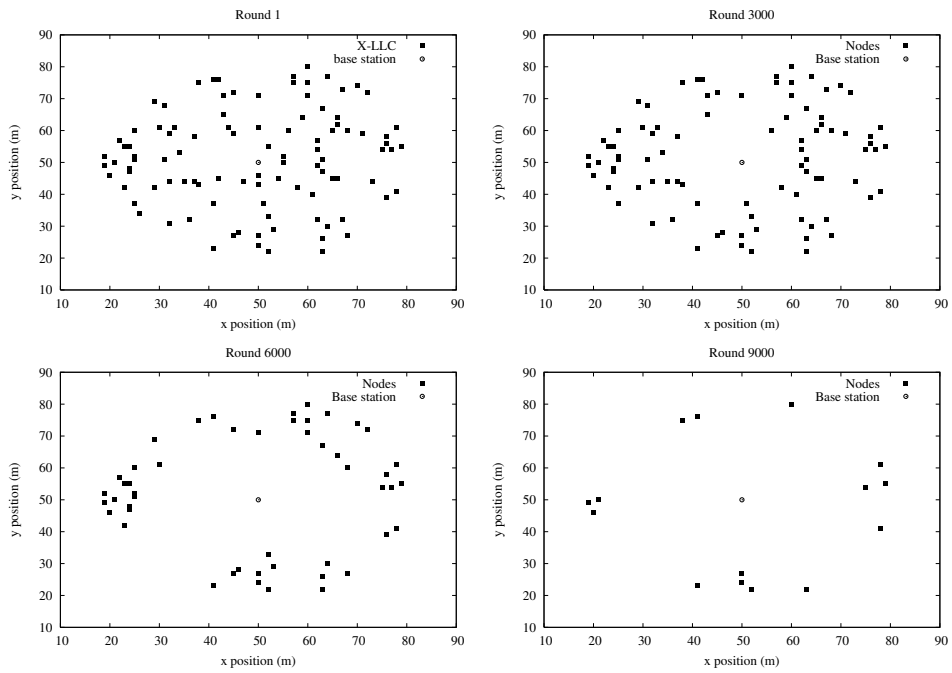 Round 1
X-LLC
base station
90
80
70
60
50
40
30
20
10
y position (m)
10 20 30 40 50 60 70 80 90
x position (m)
Round 3000
Nodes
Base station
90
80
70
60
50
40
30
20
10
y position (m)
10 20 30 40 50 60 70 80 90
x position (m)
Round 6000
Nodes
Base station
90
80
70
60
50
40
30
20
10
y position (m)
10 20 30 40 50 60 70 80 90
x position (m)
Round 9000
Nodes
Base station
90
80
70
60
50
40
30
20
10
y position (m)
10 20 30 40 50 60 70 80 90
x position (m)